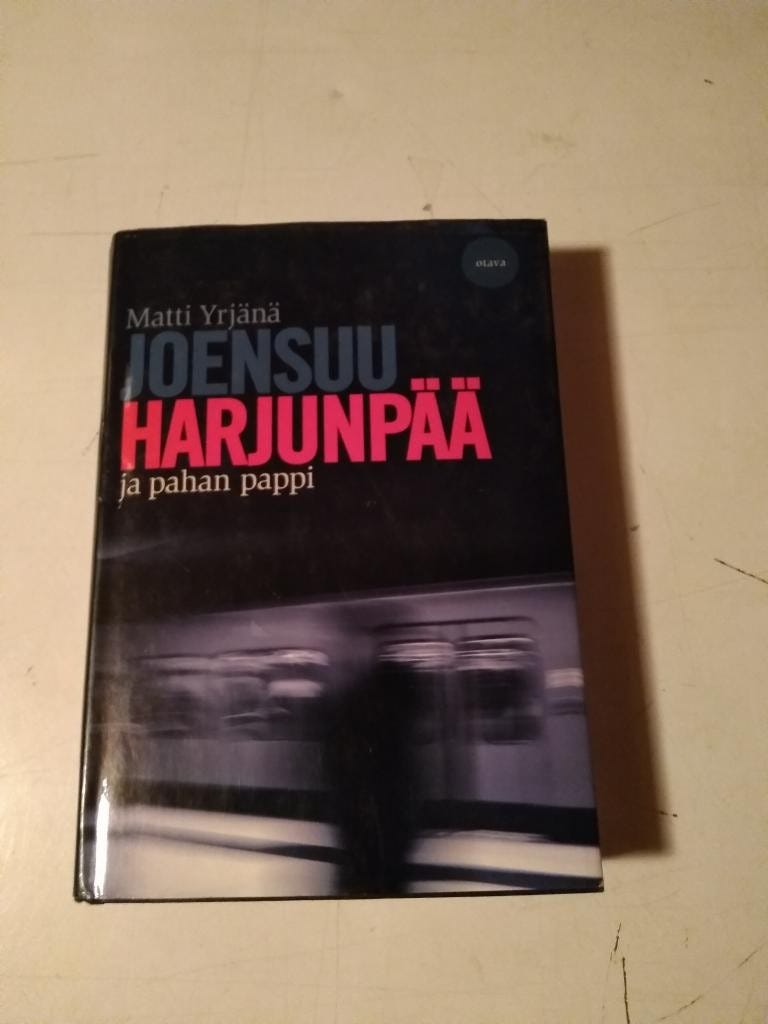 otava
Matti Yrjänä
JOENSUU
HARJUNPÄÄ
ja pahan pappi